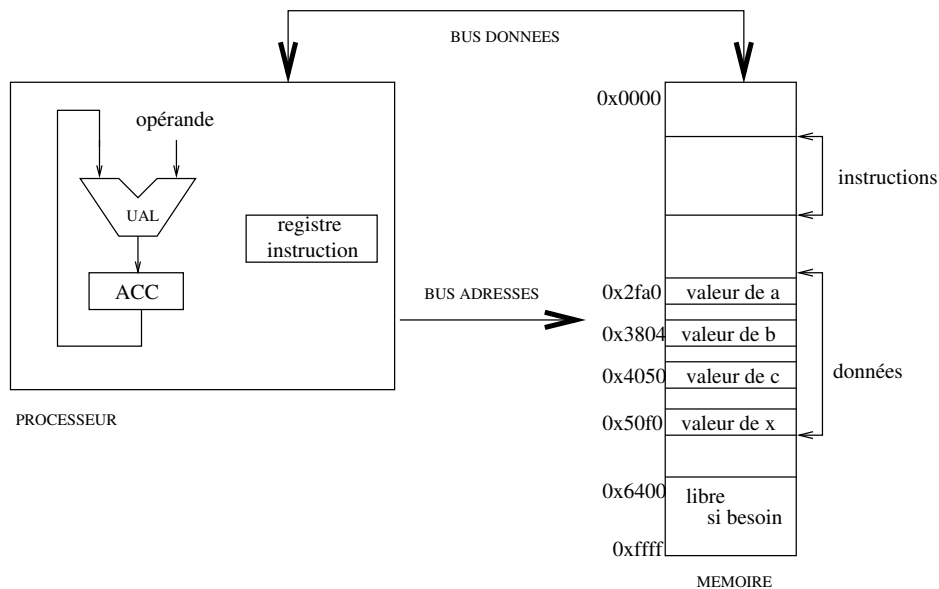 BUS DONNEES
0x0000
opérande
instructions
UAL
registre
instruction
ACC
BUS ADRESSES
0x2fa0
valeur de a
0x3804
valeur de b
0x4050
valeur de c
données
0x50f0
valeur de x
PROCESSEUR
0x6400
libre
si besoin
0xffff
MEMOIRE